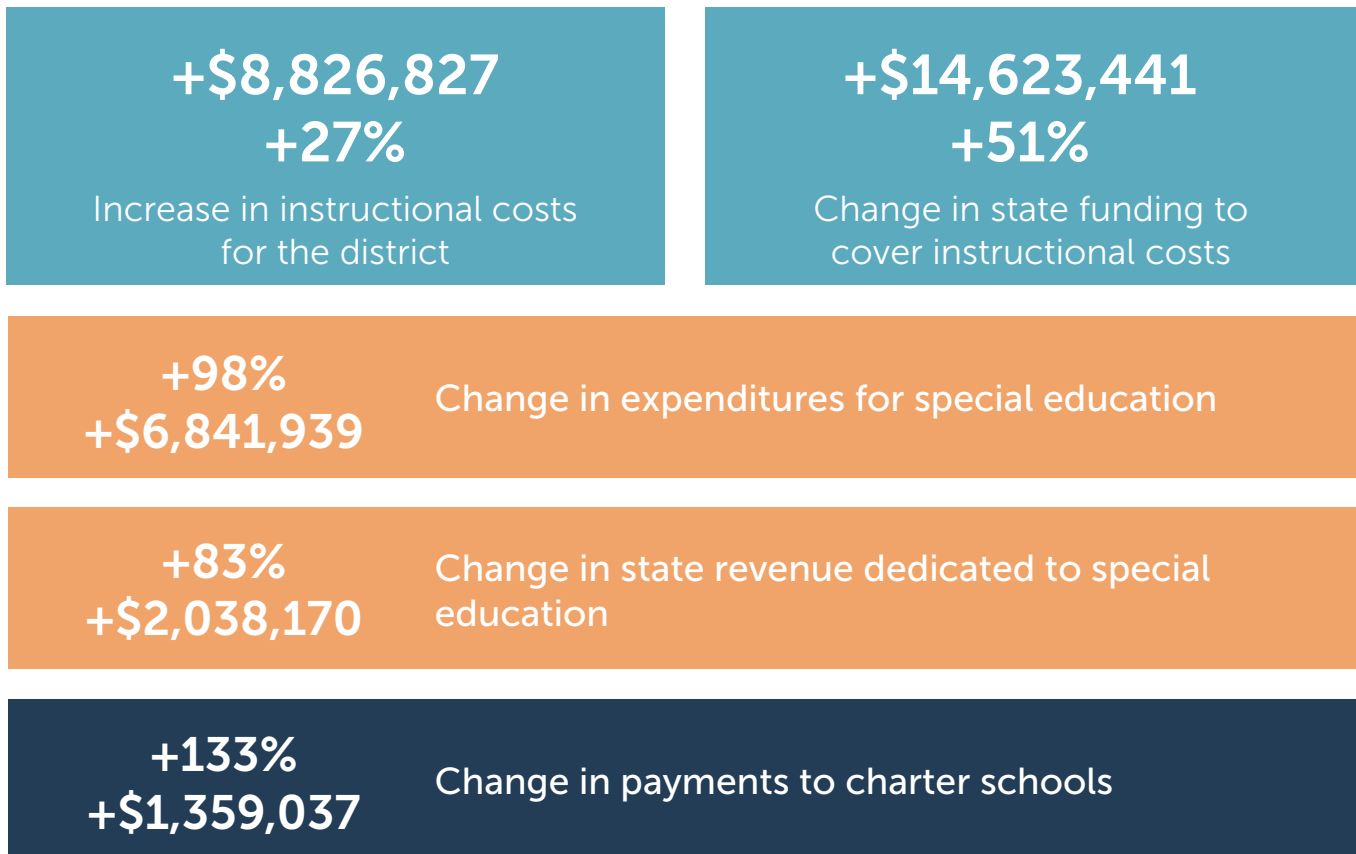 +$8,826,827
+27%
Increase in instructional costs
for the district
+$14,623,441
+51%
Change in state funding to
cover instructional costs
+98%
+$6,841,939
Change in expenditures for special education
+83%
+$2,038,170
Change in state revenue dedicated to special
education
+133%
+$1,359,037
Change in payments to charter schools